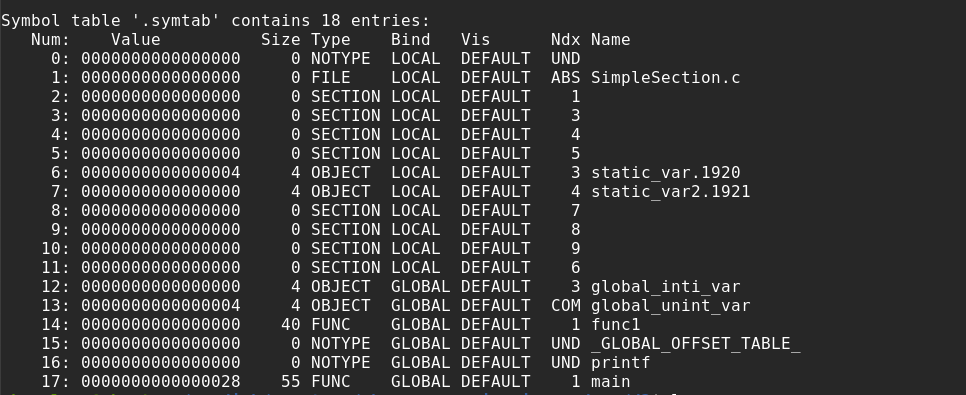 Symbol table '.symtab' contains 18 entries:
   Num:    Value          Size Type    Bind   Vis      Ndx Name
     0: 0000000000000000     0 NOTYPE  LOCAL  DEFAULT  UND
     1: 0000000000000000     0 FILE    LOCAL  DEFAULT  ABS SimpleSection.c
     2: 0000000000000000     0 SECTION LOCAL  DEFAULT    1
     3: 0000000000000000     0 SECTION LOCAL  DEFAULT    3
     4: 0000000000000000     0 SECTION LOCAL  DEFAULT    4
     5: 0000000000000000     0 SECTION LOCAL  DEFAULT    5
     6: 0000000000000004     4 OBJECT  LOCAL  DEFAULT    3 static_var.1920
     7: 0000000000000000     4 OBJECT  LOCAL  DEFAULT    4 static_var2.1921
     8: 0000000000000000     0 SECTION LOCAL  DEFAULT    7
     9: 0000000000000000     0 SECTION LOCAL  DEFAULT    8
    10: 0000000000000000     0 SECTION LOCAL  DEFAULT    9
    11: 0000000000000000     0 SECTION LOCAL  DEFAULT    6
    12: 0000000000000000     4 OBJECT  GLOBAL DEFAULT    3 global_inti_var
    13: 0000000000000004     4 OBJECT  GLOBAL DEFAULT  COM global_unint_var
    14: 0000000000000000    40 FUNC    GLOBAL DEFAULT    1 func1
    15: 0000000000000000     0 NOTYPE  GLOBAL DEFAULT  UND _GLOBAL_OFFSET_TABLE_
    16: 0000000000000000     0 NOTYPE  GLOBAL DEFAULT  UND printf
    17: 0000000000000028    55 FUNC    GLOBAL DEFAULT    1 main